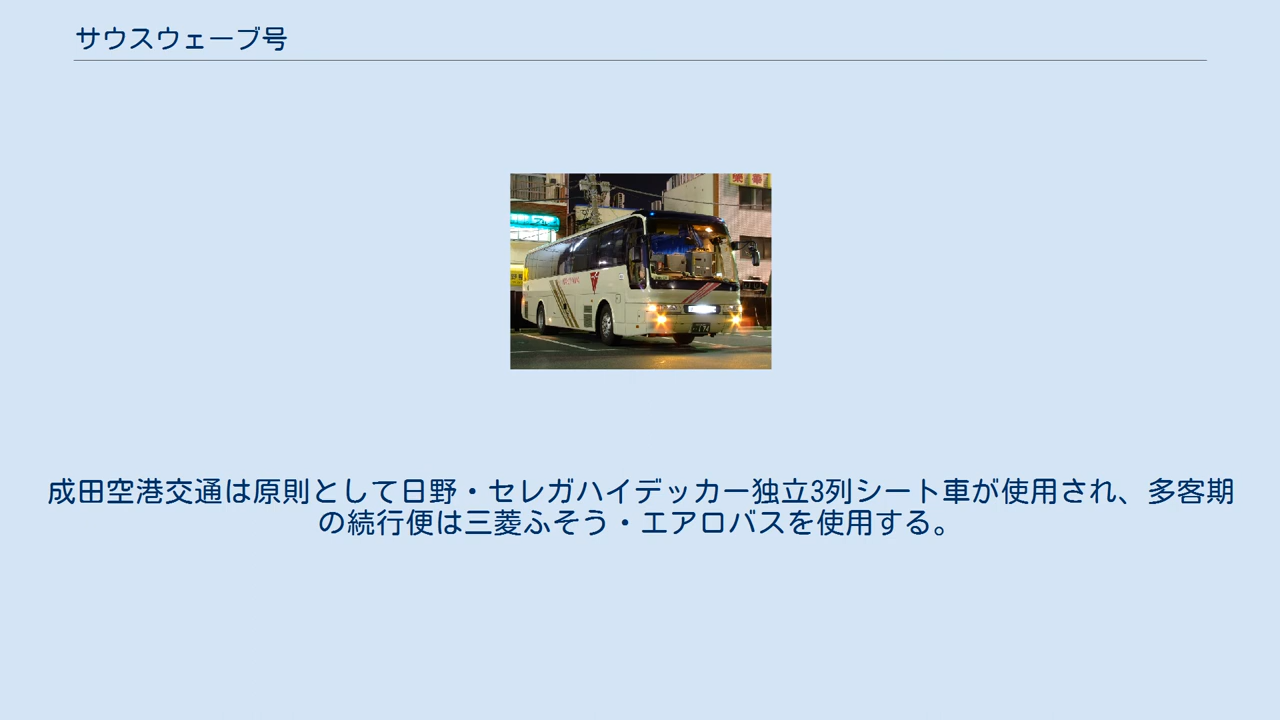 サウスウェーブ号
成田空港交通は原則として日野・セレガハイデッカー独立3列シート車が使用され、多客期
の続行便は三菱ふそう・エアロバスを使用する。